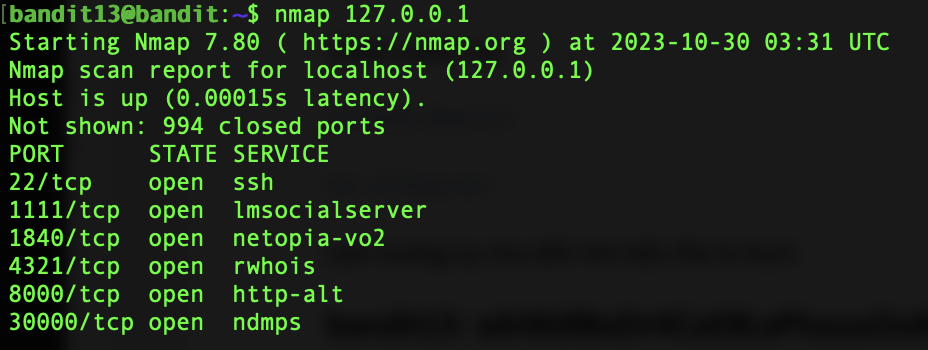 [bandit13@bandit:~$ nmap 127.0.0.1
Starting Nmap 7.80 ( https://nmap.org ) at 2023-10-30 03:31 UTC
Nmap scan report for localhost (127.0.0.1)
Host is up (0.00015s latency).
Not shown: 994 closed ports
PORT      STATE SERVICE
22/tcp    open  ssh
1111/tcp  open  lmsocialserver
1840/tcp  open  netopia-vo2
4321/tcp  open  rwhois
8000/tcp  open  http-alt
30000/tcp open  ndmps